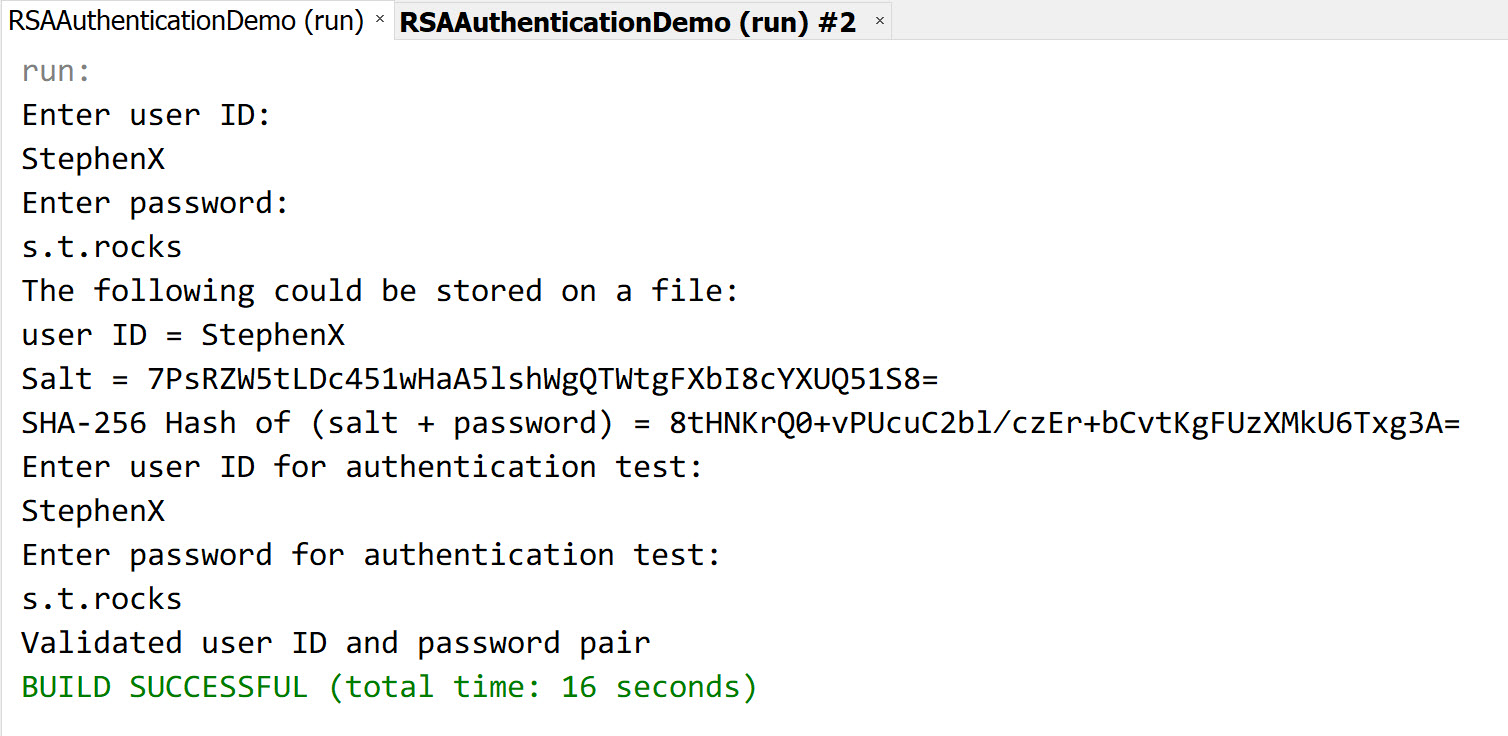 RSAAuthenticationDemo (run) × RSAAuthenticationDemo (run) #2 ×
run:
Enter user ID:
StephenX
Enter password:
s.t.rocks
The following could be stored on a file:
user ID = StephenX
Salt = 7PsRZW5tLDc451wHaA5lshWgQTWtgFXbI8cYXUQ51S8=
SHA-256 Hash of (salt + password) = 8tHNKrQ0+vPUcuC2bl/czEr+bCvtKgFUzXMkU6Txg3A=
Enter user ID for authentication test:
StephenX
Enter password for authentication test:
s.t.rocks
Validated user ID and password pair
BUILD SUCCESSFUL (total time: 16 seconds)